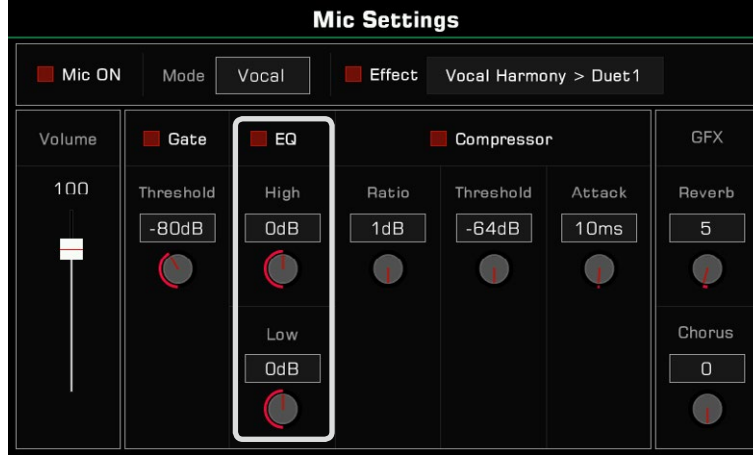 Mic Settings
Mic ON Mode Vocal Effect Vocal Harmony > Duet1
Volume Gate EQ Compressor GFX
100 Threshold High Ratio Threshold Attack Reverb
-80dB 0dB 1dB -64dB 10ms 5
Low Chorus
0dB 0